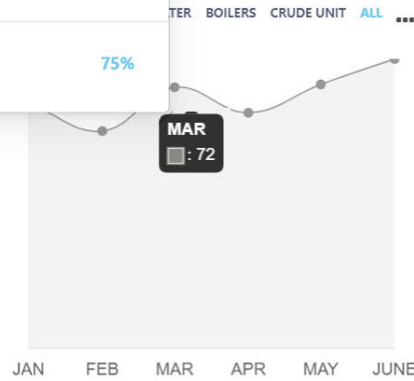 TER BOILERS CRUDE UNIT ALL
75%
MAR
: 72
JAN FEB MAR APR MAY JUNE